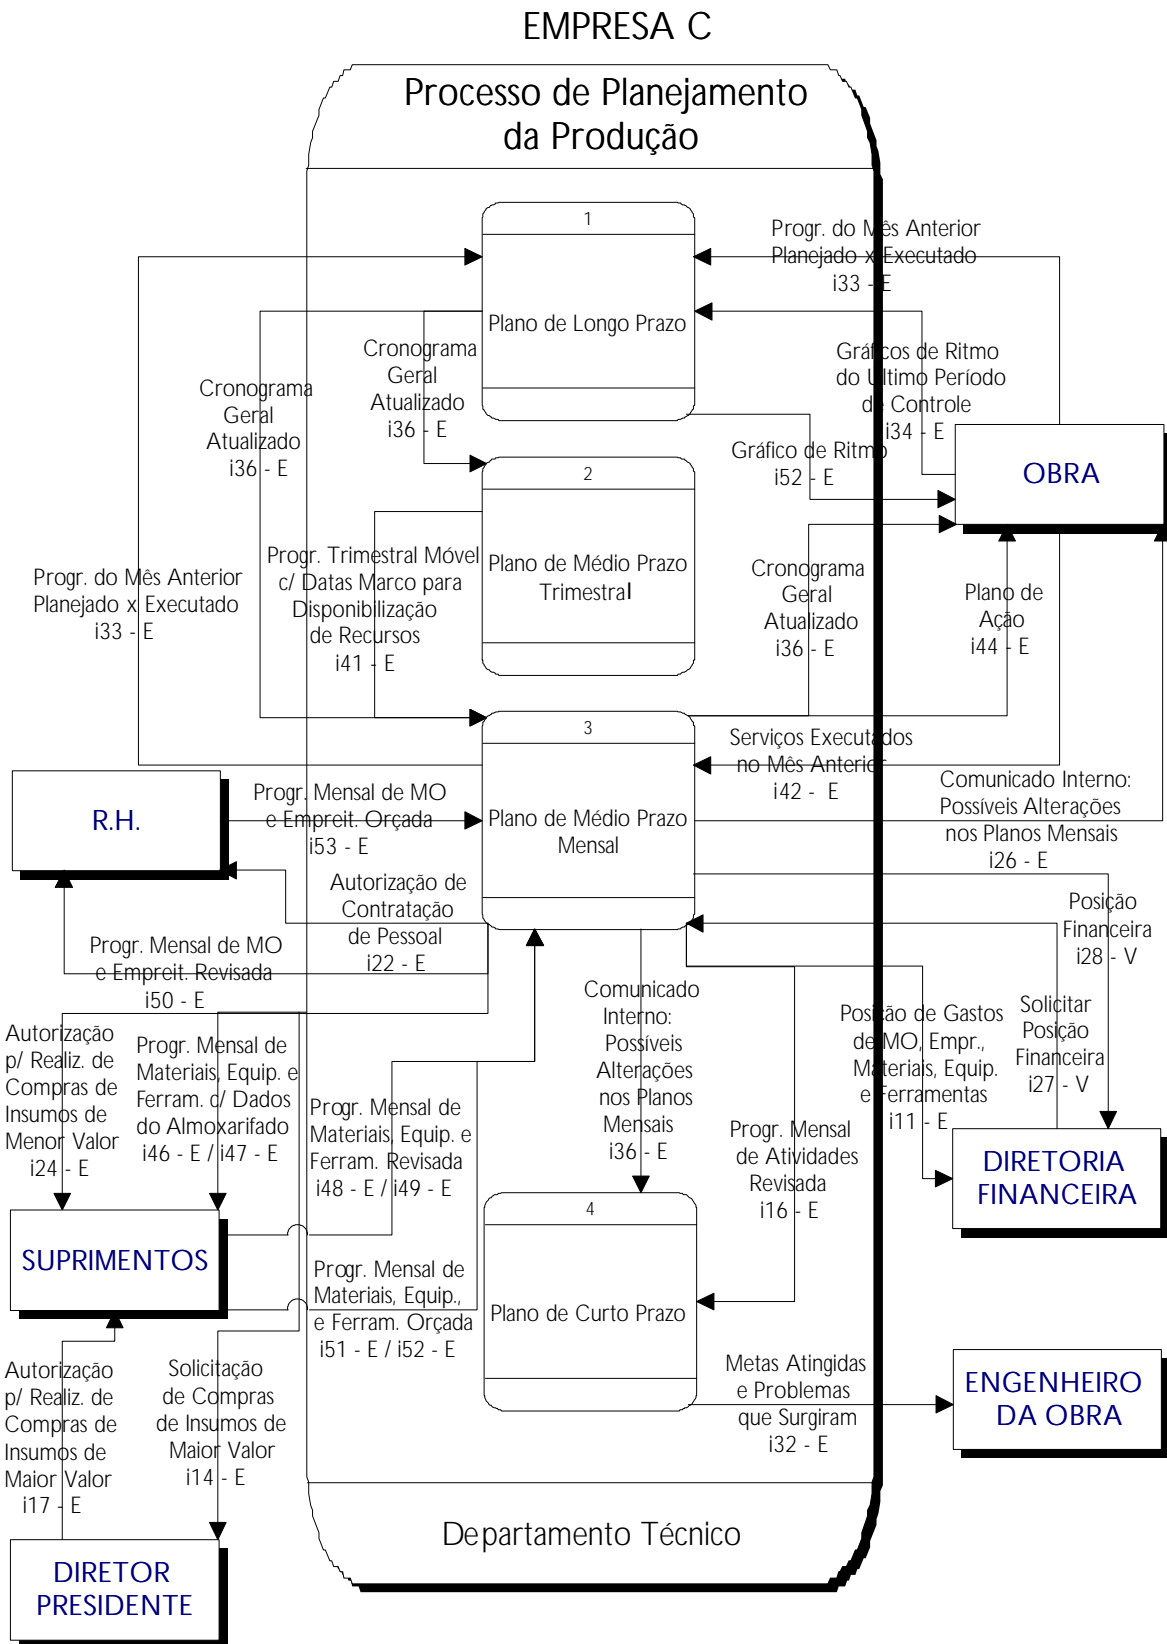 EMPRESA C
Processo de Planejamento
da Produção
1
Plano de Longo Prazo
Progr. do Mês Anterior
Planejado x Executado
i33 - E
Gráficos de Ritmo
do Ultimo Período
de Controle
i34 - E
Cronograma
Geral
Atualizado
i36 - E
Cronograma
Geral
Atualizado
i36 - E
Gráfico de Ritmo
i52 - E
OBRA
2
Plano de Médio Prazo
Trimestral
Progr. Trimestral Móvel
c/ Datas Marco para
Disponibilização
de Recursos
i41 - E
Progr. do Mês Anterior
Planejado x Executado
i33 - E
Cronograma
Geral
Atualizado
i36 - E
Plano de
Ação
i44 - E
3
Plano de Médio Prazo
Mensal
Serviços Executados
no Mês Anterior
i42 - E
Comunicado Interno:
Possíveis Alterações
nos Planos Mensais
i26 - E
R.H.
Progr. Mensal de MO
e Empreit. Orçada
i53 - E
Autorização de
Contratação
de Pessoal
i22 - E
Progr. Mensal de MO
e Empreit. Revisada
i50 - E
Posição
Financeira
i28 - V
Solicitar
Posição
Financeira
i27 - V
Posição de Gastos
de MO, Empr.,
Materiais, Equip.
e Ferramentas
i11 - E
Comunicado
Interno:
Possíveis
Alterações
nos Planos
Mensais
i36 - E
Autorização
p/ Realiz. de
Compras de
Insumos de
Menor Valor
i24 - E
Progr. Mensal de
Materiais, Equip. e
Ferram. c/ Dados
do Almoxarifado
i46 - E / i47 - E
Progr. Mensal de
Materiais, Equip. e
Ferram. Revisada
i48 - E / i49 - E
Progr. Mensal
de Atividades
Revisada
i16 - E
DIRETORIA
FINANCEIRA
SUPRIMENTOS
4
Plano de Curto Prazo
Progr. Mensal de
Materiais, Equip.,
e Ferram. Orçada
i51 - E / i52 - E
Autorização
p/ Realiz. de
Compras de
Insumos de
Maior Valor
i17 - E
Solicitação
de Compras
de Insumos de
Maior Valor
i14 - E
Metas Atingidas
e Problemas
que Surgiram
i32 - E
ENGENHEIRO
DA OBRA
Departamento Técnico
DIRETOR
PRESIDENTE